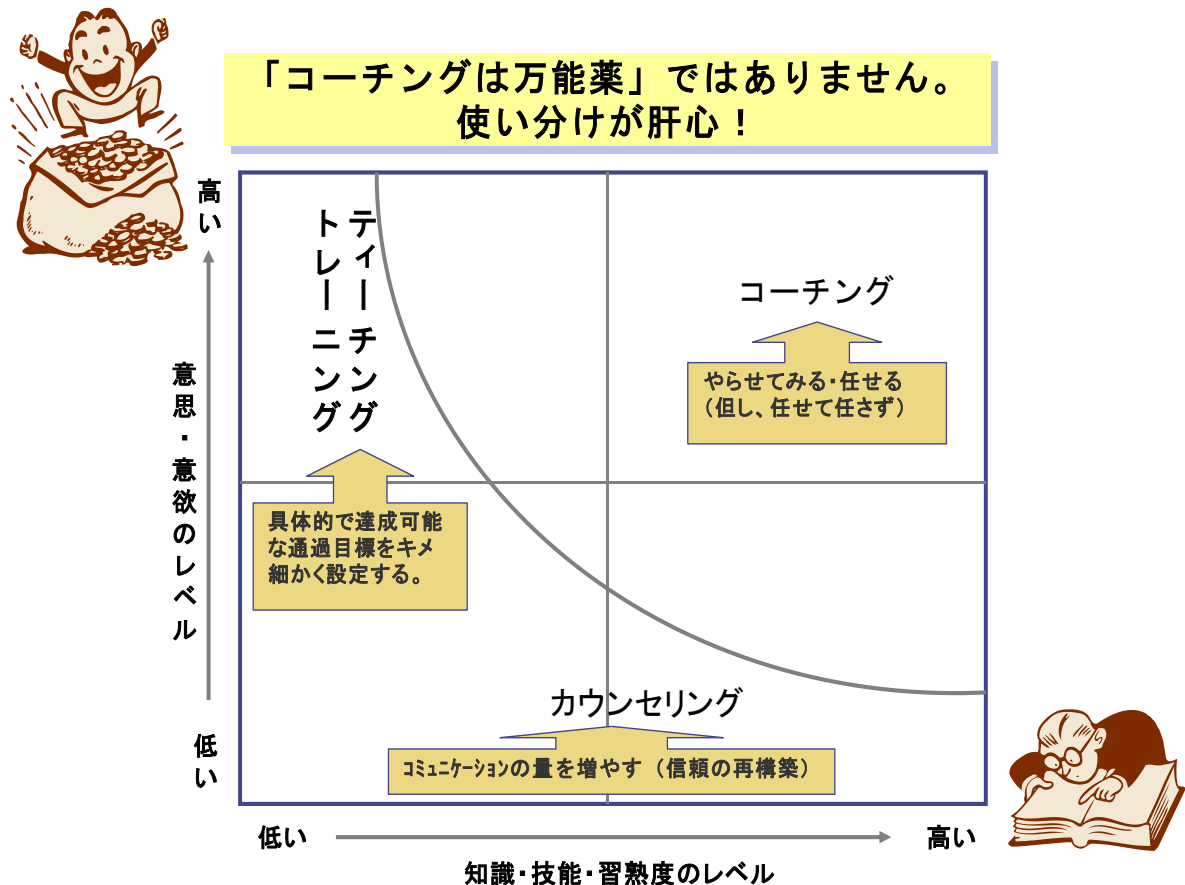 「コーチングは万能薬」ではありません。
使い分けが肝心!
高い
意思・意欲のレベル
低い
ティーチング
トレーニング
コーチング
やらせてみる・任せる
(但し、任せて任さず)
具体的で達成可能
な通過目標をキメ
細かく設定する。
カウンセリング
ｺﾐｭﾆｹｰｼｮﾝの量を増やす(信頼の再構築)
低い
高い
知識・技能・習熟度のレベル